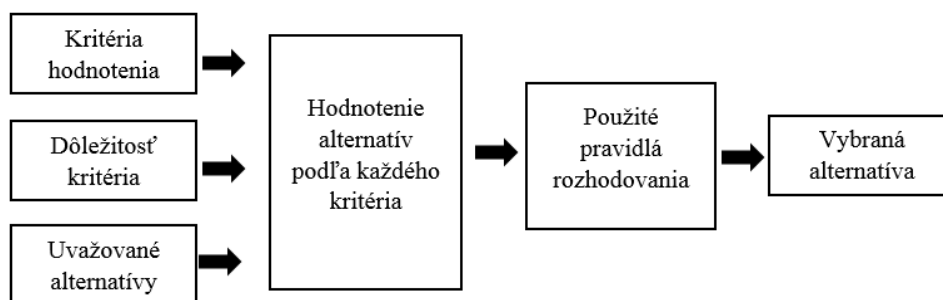 Kritéria
hodnotenia
Dôležitosť
kritéria
Uvažované
alternatívy
Hodnotenie
alternatív
podľa každého
kritéria
Použité
pravidlá
rozhodovania
Vybraná
alternatíva